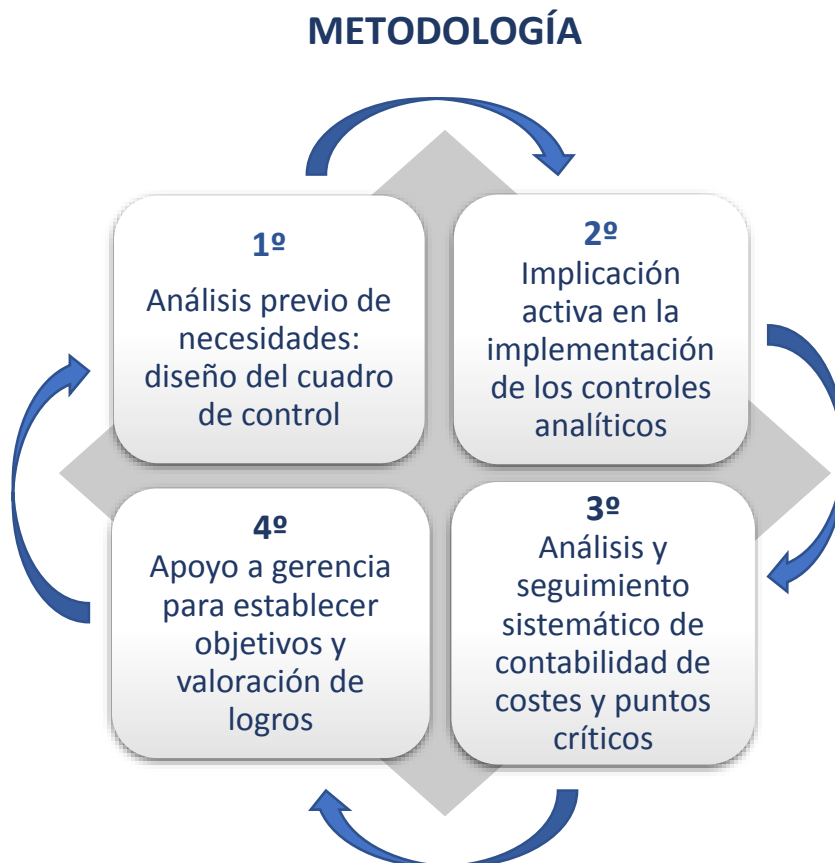 METODOLOGÍA
1º
Análisis previo de
necesidades:
diseño del cuadro
de control
2º
Implicación
activa en la
implementación
de los controles
analíticos
3º
Análisis y
seguimiento
sistemático de
contabilidad de
costes y puntos
críticos
4º
Apoyo a gerencia
para establecer
objetivos y
valoración de
logros